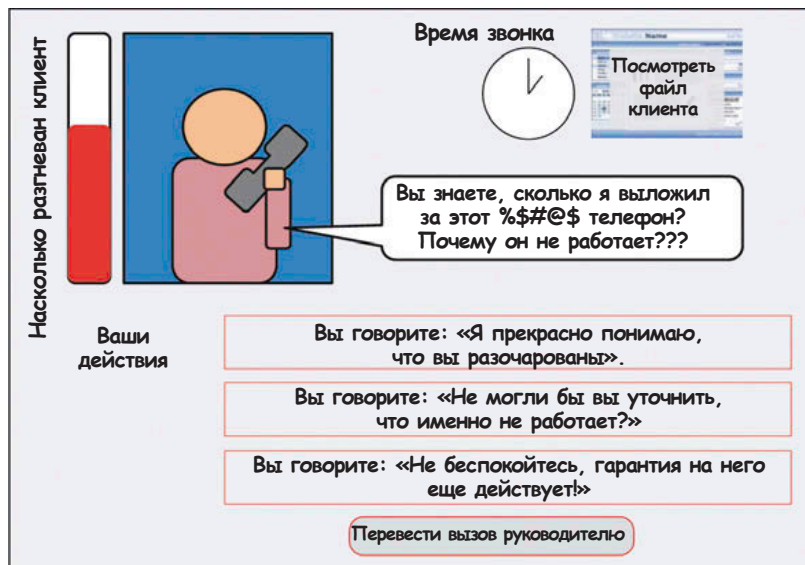 Насколько разгневан клиент
Время звонка
Name
Посмотреть
файл
клиента
Вы знаете, сколько я выложил
за этот %$#@$ телефон?
Почему он не работает???
Ваши
действия
Вы говорите: «Я прекрасно понимаю,
что вы разочарованы».
Вы говорите: «Не могли бы вы уточнить,
что именно не работает?»
Вы говорите: «Не беспокойтесь, гарантия на него
еще действует!»
Перевести вызов руководителю